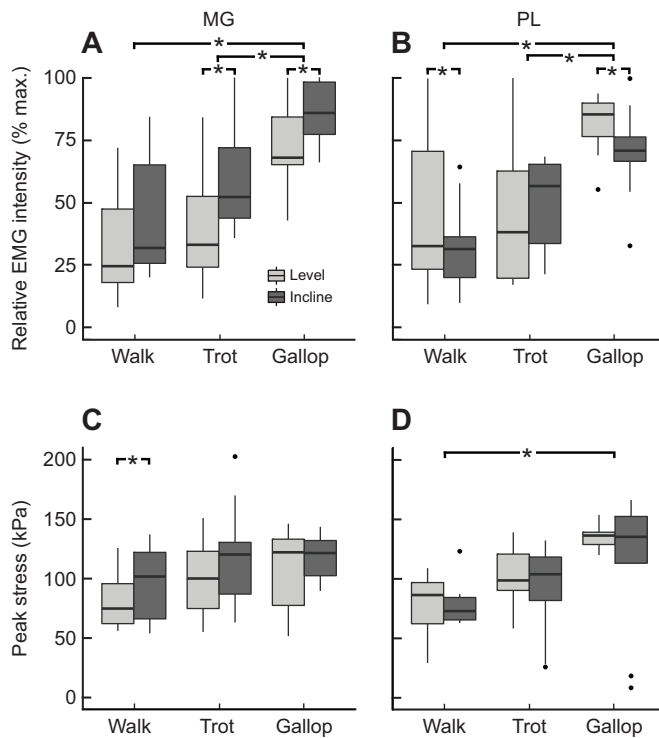 MG
PL
A
B
*
*
*
*
*
*
*
*
*
100
75
50
25
0
Relative EMG intensity (% max.)
Level
Incline
Walk
Trot
Gallop
Walk
Trot
Gallop
C
D
*
*
200
150
100
50
0
Peak stress (kPa)
Walk
Trot
Gallop
Walk
Trot
Gallop